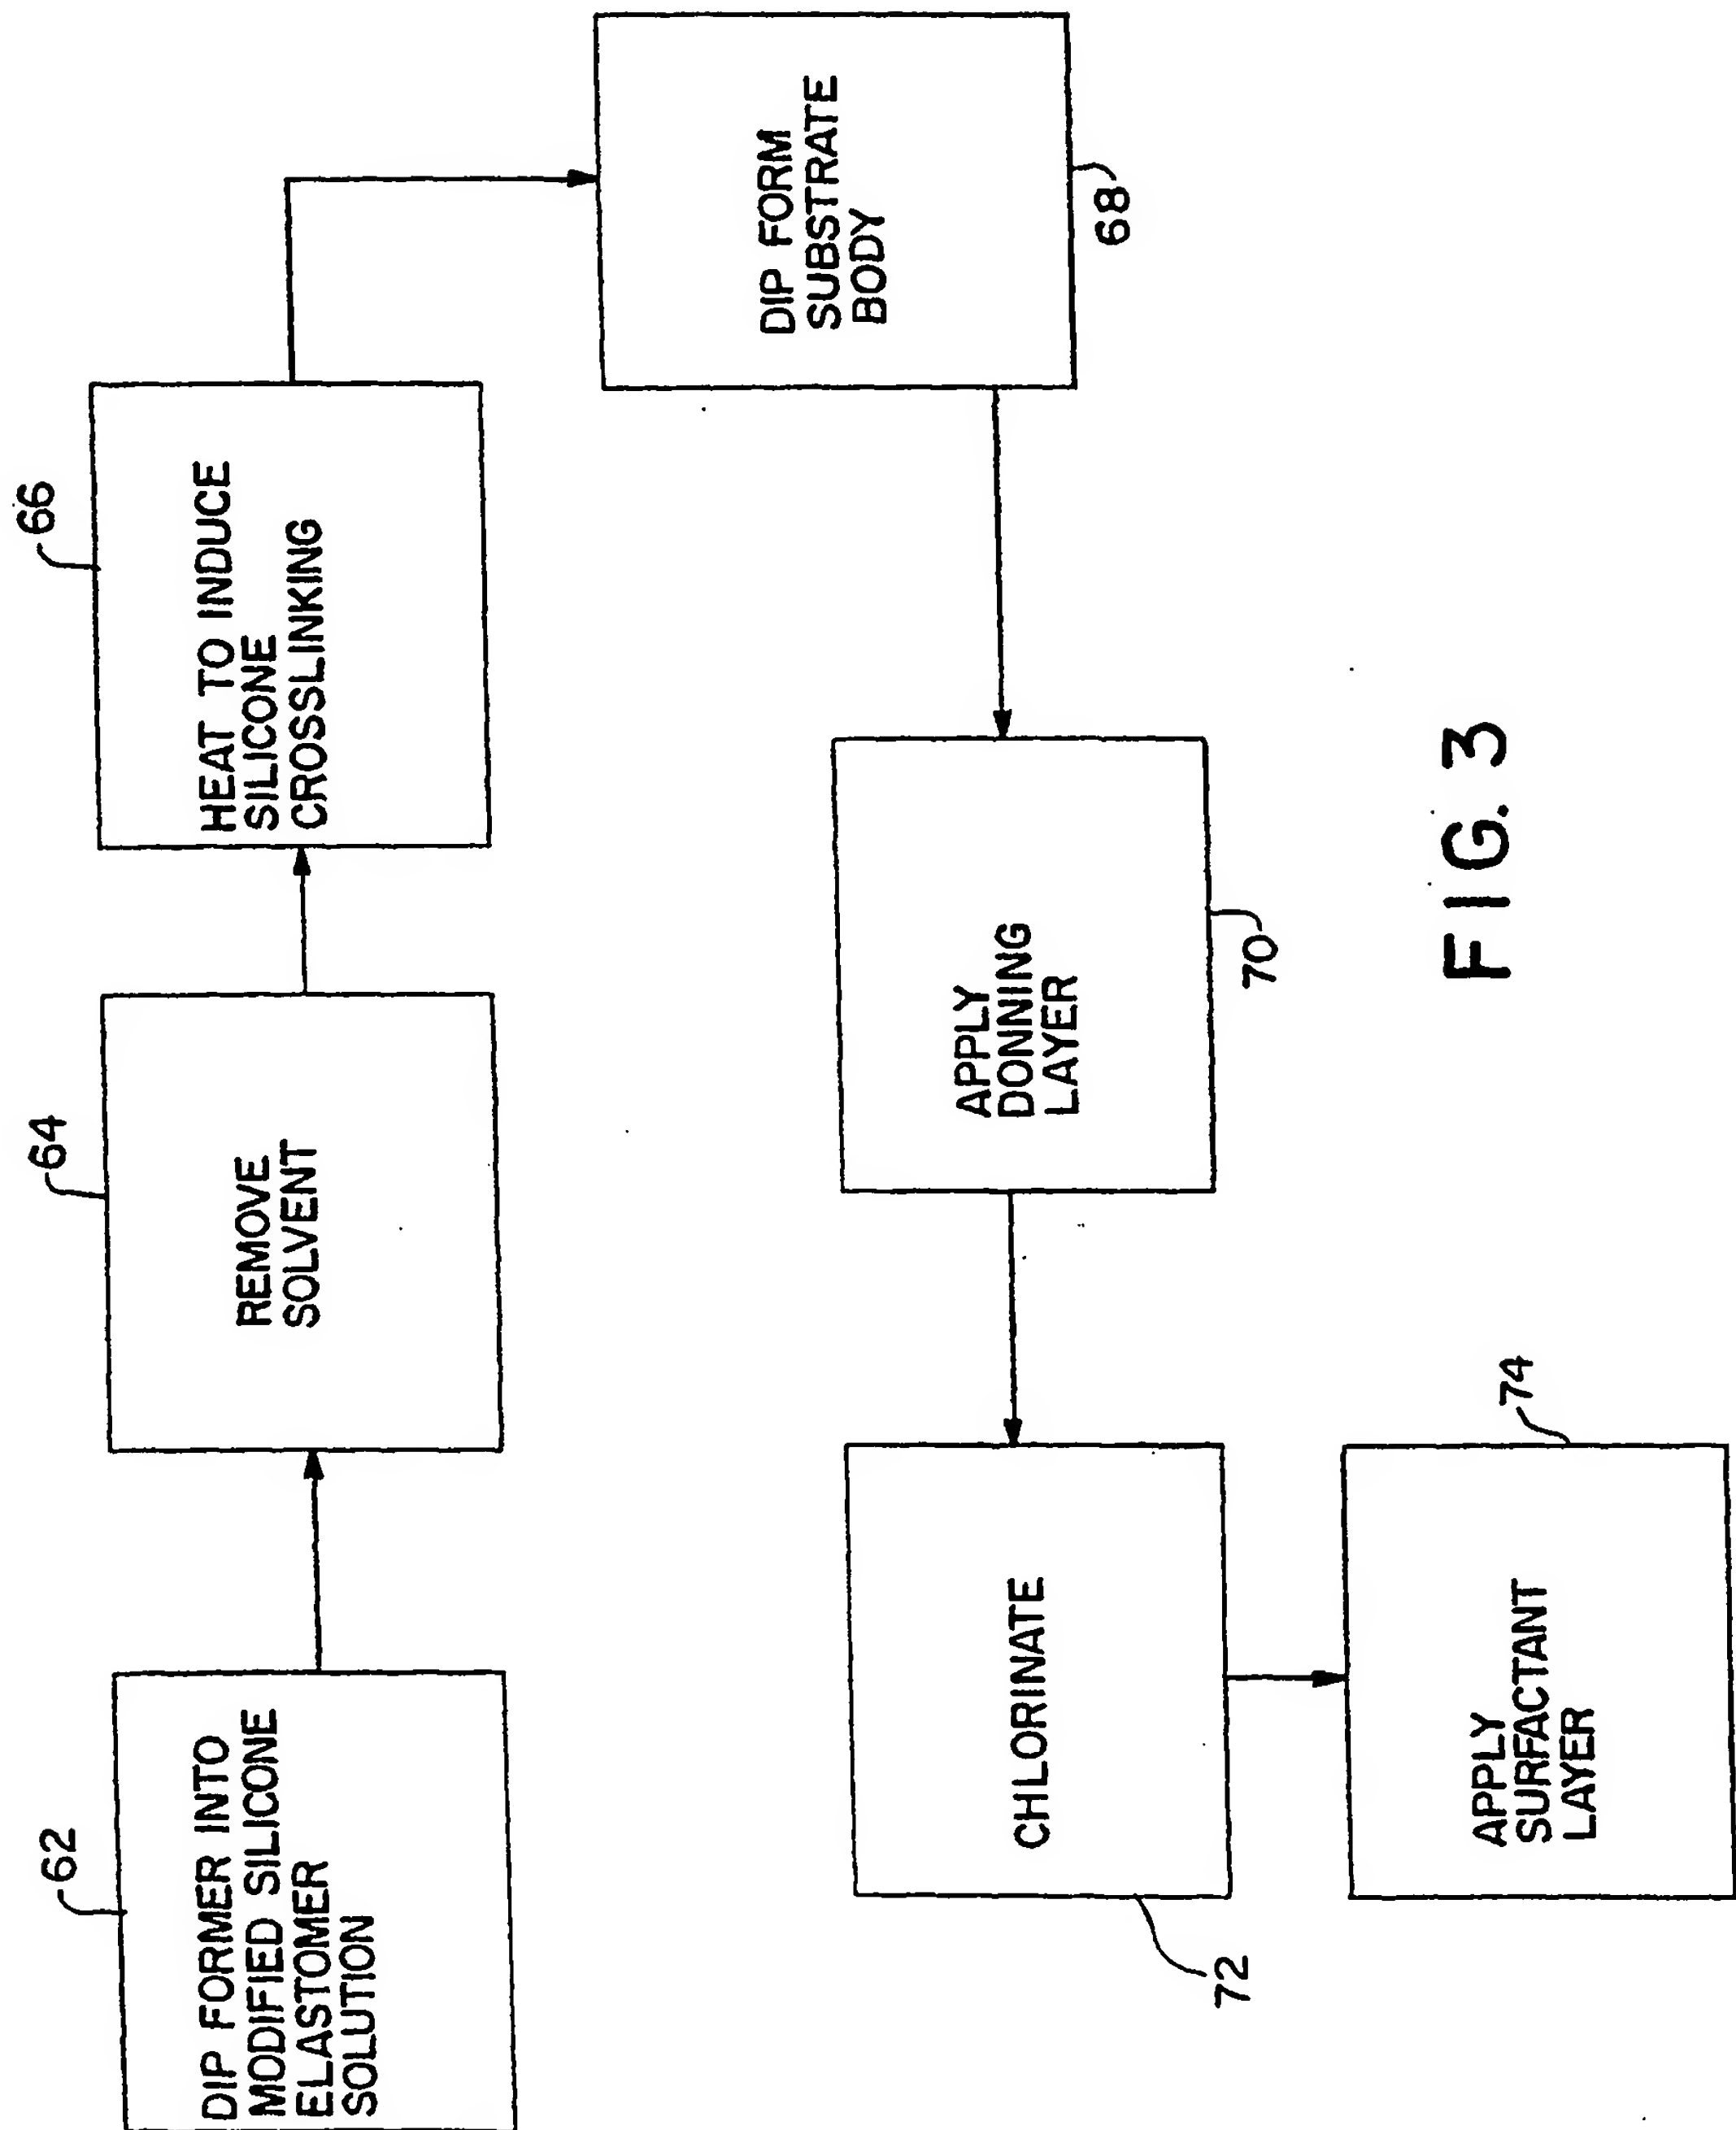 62
DIP FORMER INTO
MODIFIED SILICONE
ELASTOMER
SOLUTION
64
REMOVE
SOLVENT
66
HEAT TO INDUCE
SILICONE
CROSSLINKING
DIP FORM
SUBSTRATE
BODY
68
APPLY
DONNING
LAYER
70
CHLORINATE
72
APPLY
SURFACTANT
LAYER
74
FIG. 3